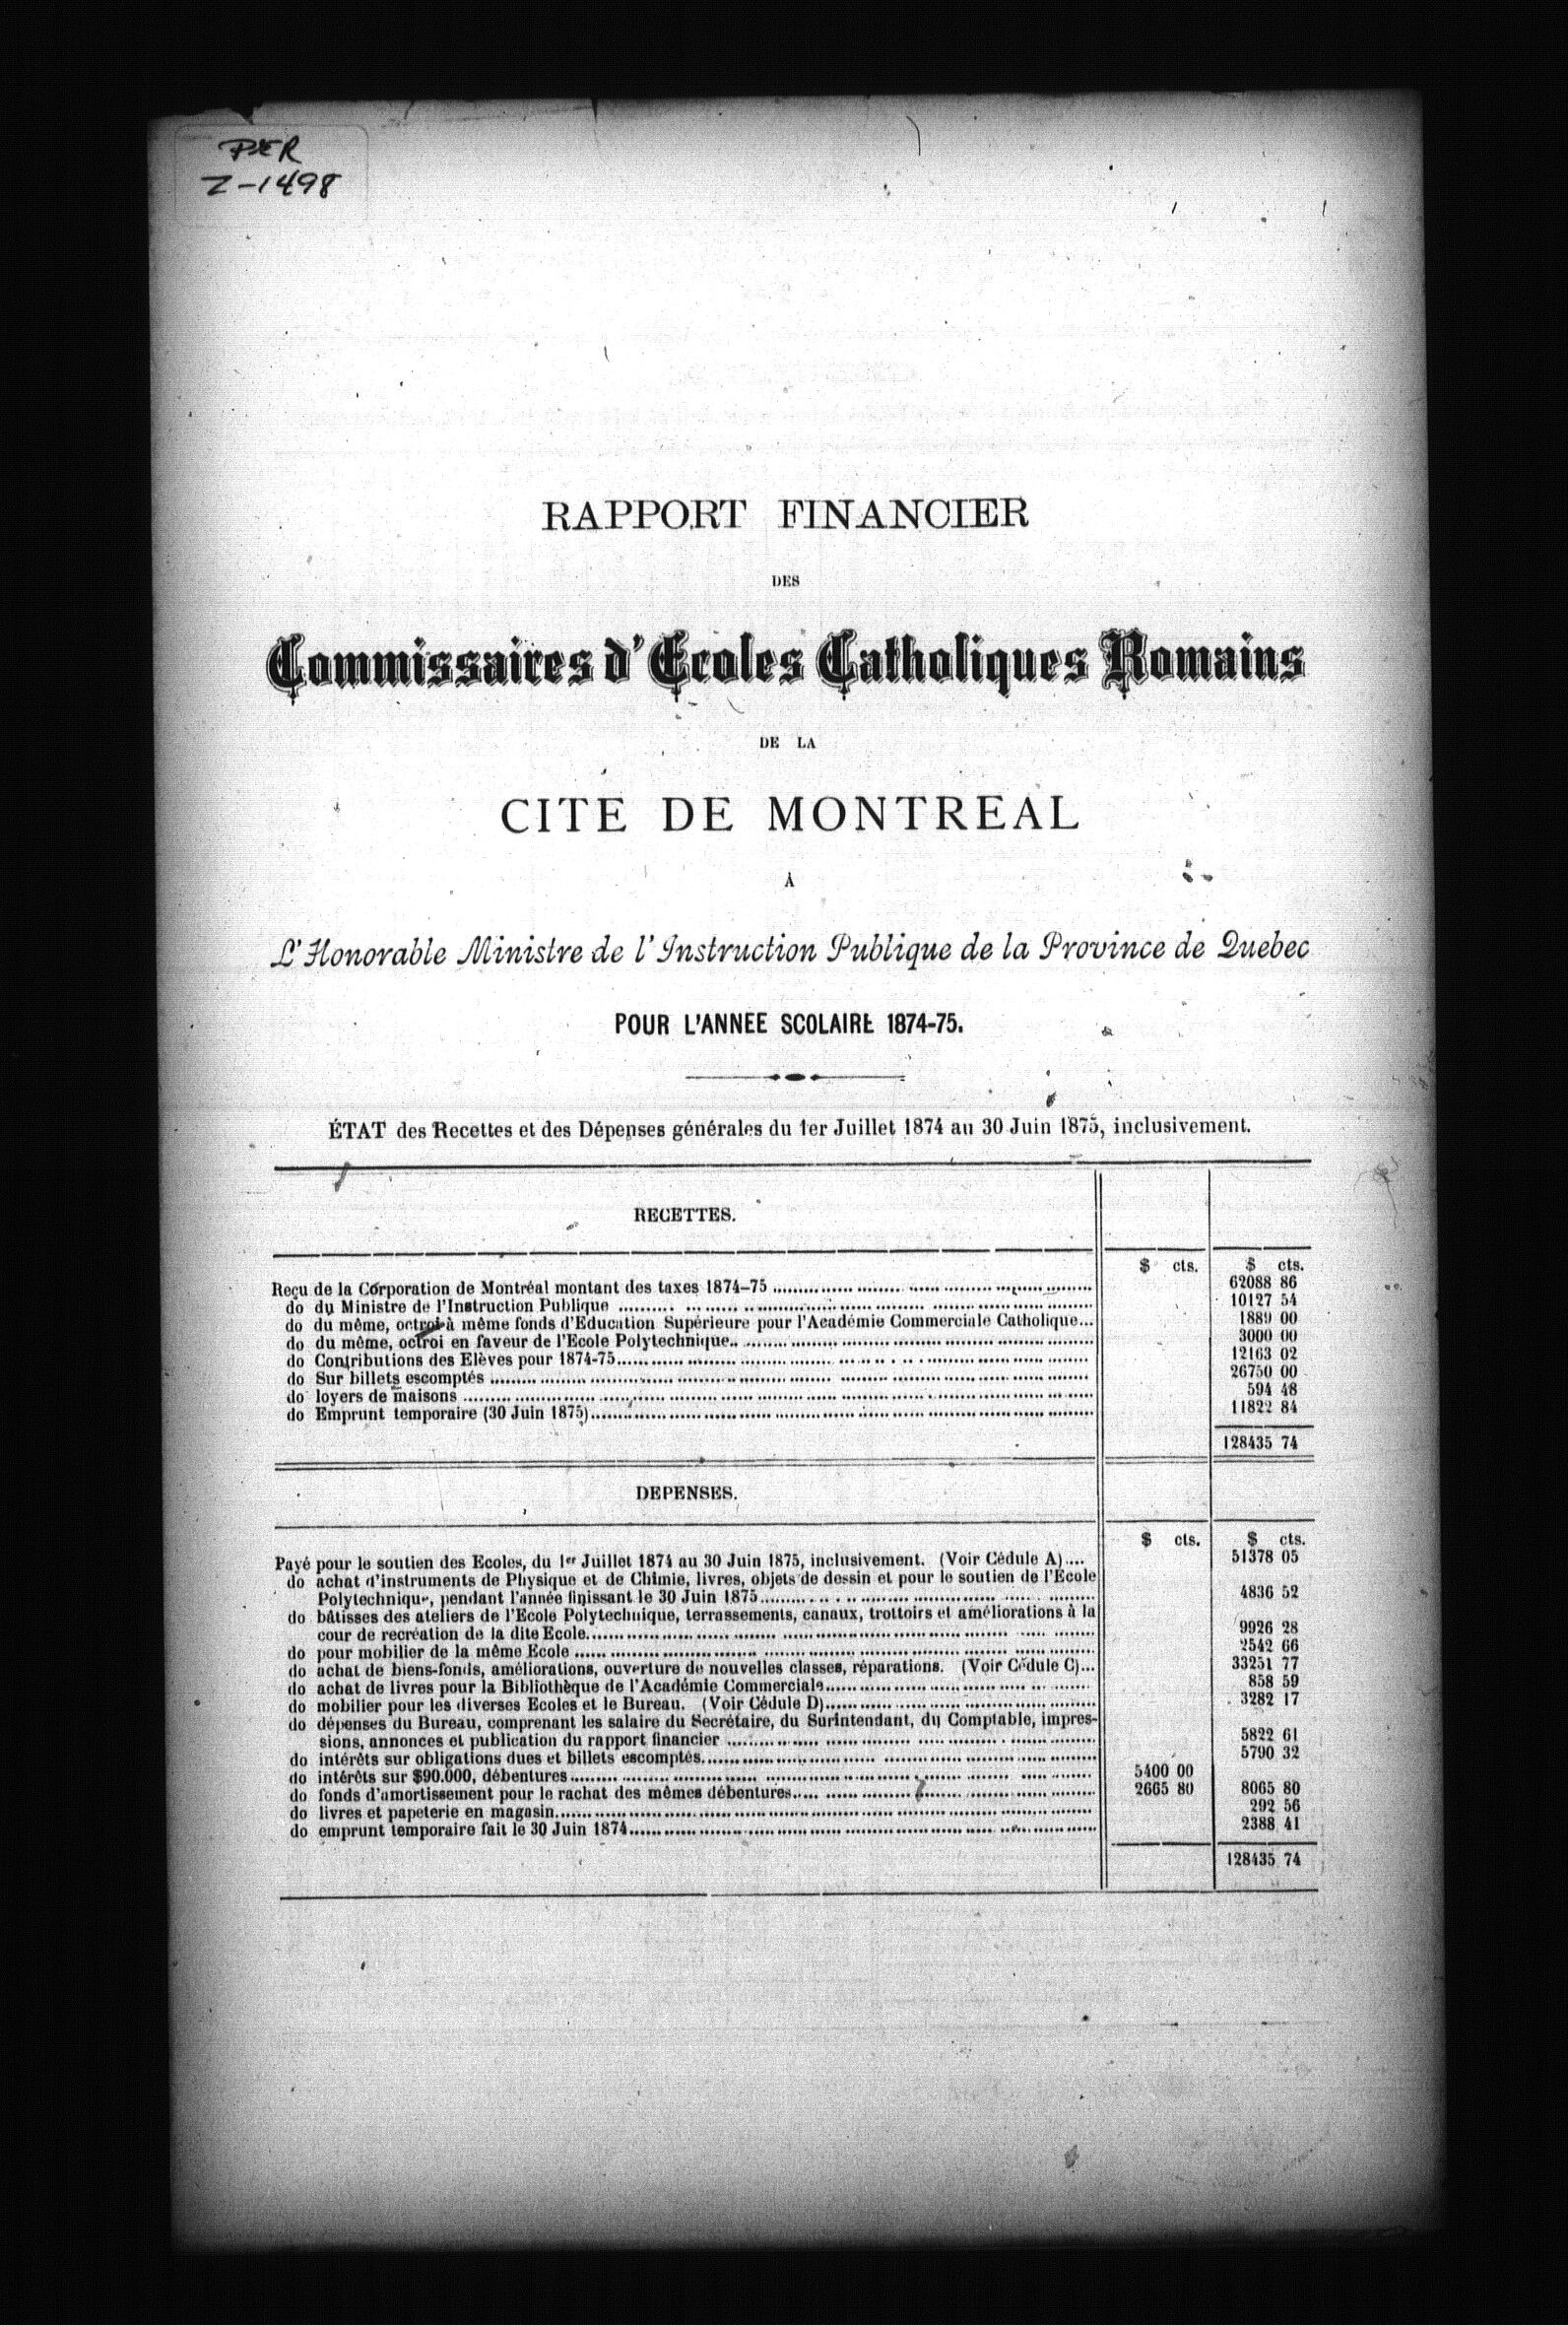 PER
Z-1498
RAPPORT FINANCIER
DES
Commissaires d'Ecoles Catholiques Romains
DE LA
CITE DE MONTREAL
À
L'Honorable Ministre de l'Instruction Publique de la Province de Quebec
POUR L'ANNEE SCOLAIRE 1874-75.
ÉTAT des Recettes et des Dépenses générales du 1er Juillet 1874 au 30 Juin 1875, inclusivement.
RECETTES.
$ cts. $ cts.
Reçu de la Corporation de Montréal montant des taxes 1874-75 62088 86
do du Ministre de l'Instruction Publique 10127 54
do du même, octroi à même fonds d'Education Supérieure pour l'Académie Commerciale Catholique... 1889 00
do du même, octroi en faveur de l'Ecole Polytechnique.. 3000 00
do Contributions des Elèves pour 1874-75 12163 02
do Sur billets escomptés 26750 00
do loyers de maisons 594 48
do Emprunt temporaire (30 Juin 1875) 11822 84
128435 74
DEPENSES.
$ cts. $ cts.
Payé pour le soutien des Ecoles, du 1er Juillet 1874 au 30 Juin 1875, inclusivement. (Voir Cédule A).... 51378 05
do achat d'instruments de Physique et de Chimie, livres, objets de dessin et pour le soutien de l'Ecole
Polytechnique, pendant l'année finissant le 30 Juin 1875 4836 52
do bâtisses des ateliers de l'Ecole Polytechnique, terrassements, canaux, trottoirs et améliorations à la
cour de recréation de la dite Ecole 9926 28
do pour mobilier de la même Ecole 2542 66
do achat de biens-fonds, améliorations, ouverture de nouvelles classes, réparations. (Voir Cédule C)... 33251 77
do achat de livres pour la Bibliothèque de l'Académie Commerciale 858 59
do mobilier pour les diverses Ecoles et le Bureau. (Voir Cédule D) 3282 17
do dépenses du Bureau, comprenant les salaire du Secrétaire, du Surintendant, du Comptable, impres-
sions, annonces et publication du rapport financier 5822 61
do intérêts sur obligations dues et billets escomptés 5790 32
do intérêts sur $90.000, débentures 5400 00
do fonds d'amortissement pour le rachat des mêmes débentures 2665 80 8065 80
do livres et papeterie en magasin 292 56
do emprunt temporaire fait le 30 Juin 1874 2388 41
128435 74